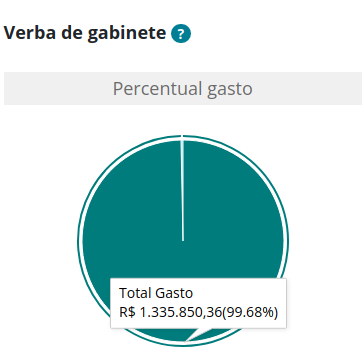 Verba de gabinete ?
Percentual gasto
Total Gasto
R$ 1.335.850,36(99.68%)